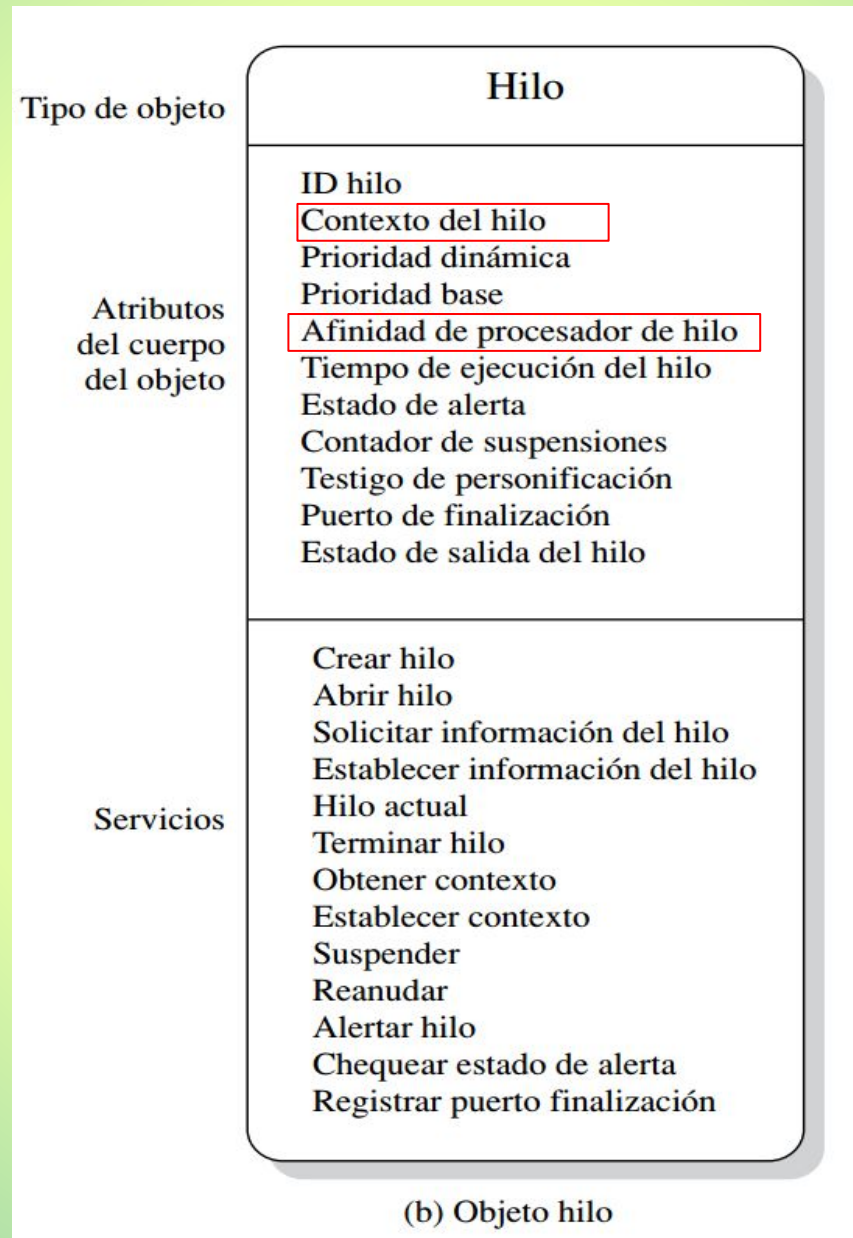 Tipo de objeto
Hilo
Atributos
del cuerpo
del objeto
ID hilo
Contexto del hilo
Prioridad dinámica
Prioridad base
Afinidad de procesador de hilo
Tiempo de ejecución del hilo
Estado de alerta
Contador de suspensiones
Testigo de personificación
Puerto de finalización
Estado de salida del hilo
Servicios
Crear hilo
Abrir hilo
Solicitar información del hilo
Establecer información del hilo
Hilo actual
Terminar hilo
Obtener contexto
Establecer contexto
Suspender
Reanudar
Alertar hilo
Chequear estado de alerta
Registrar puerto finalización
(b) Objeto hilo